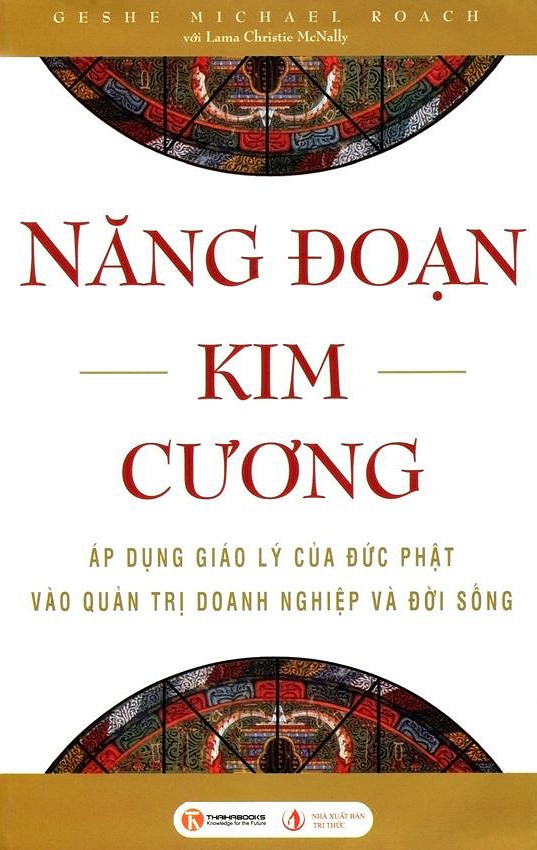 GESHE MICHAEL ROACH
với Lama Christie McNally
NĂNG ĐOẠN
KIM
CƯƠNG
ÁP DỤNG GIÁO LÝ CỦA ĐỨC PHẬT
VÀO QUẢN TRỊ DOANH NGHIỆP VÀ ĐỜI SỐNG
THAIHABOOKS
Knowledge for the Future
NHÀ XUẤT BẢN
TRI THỨC